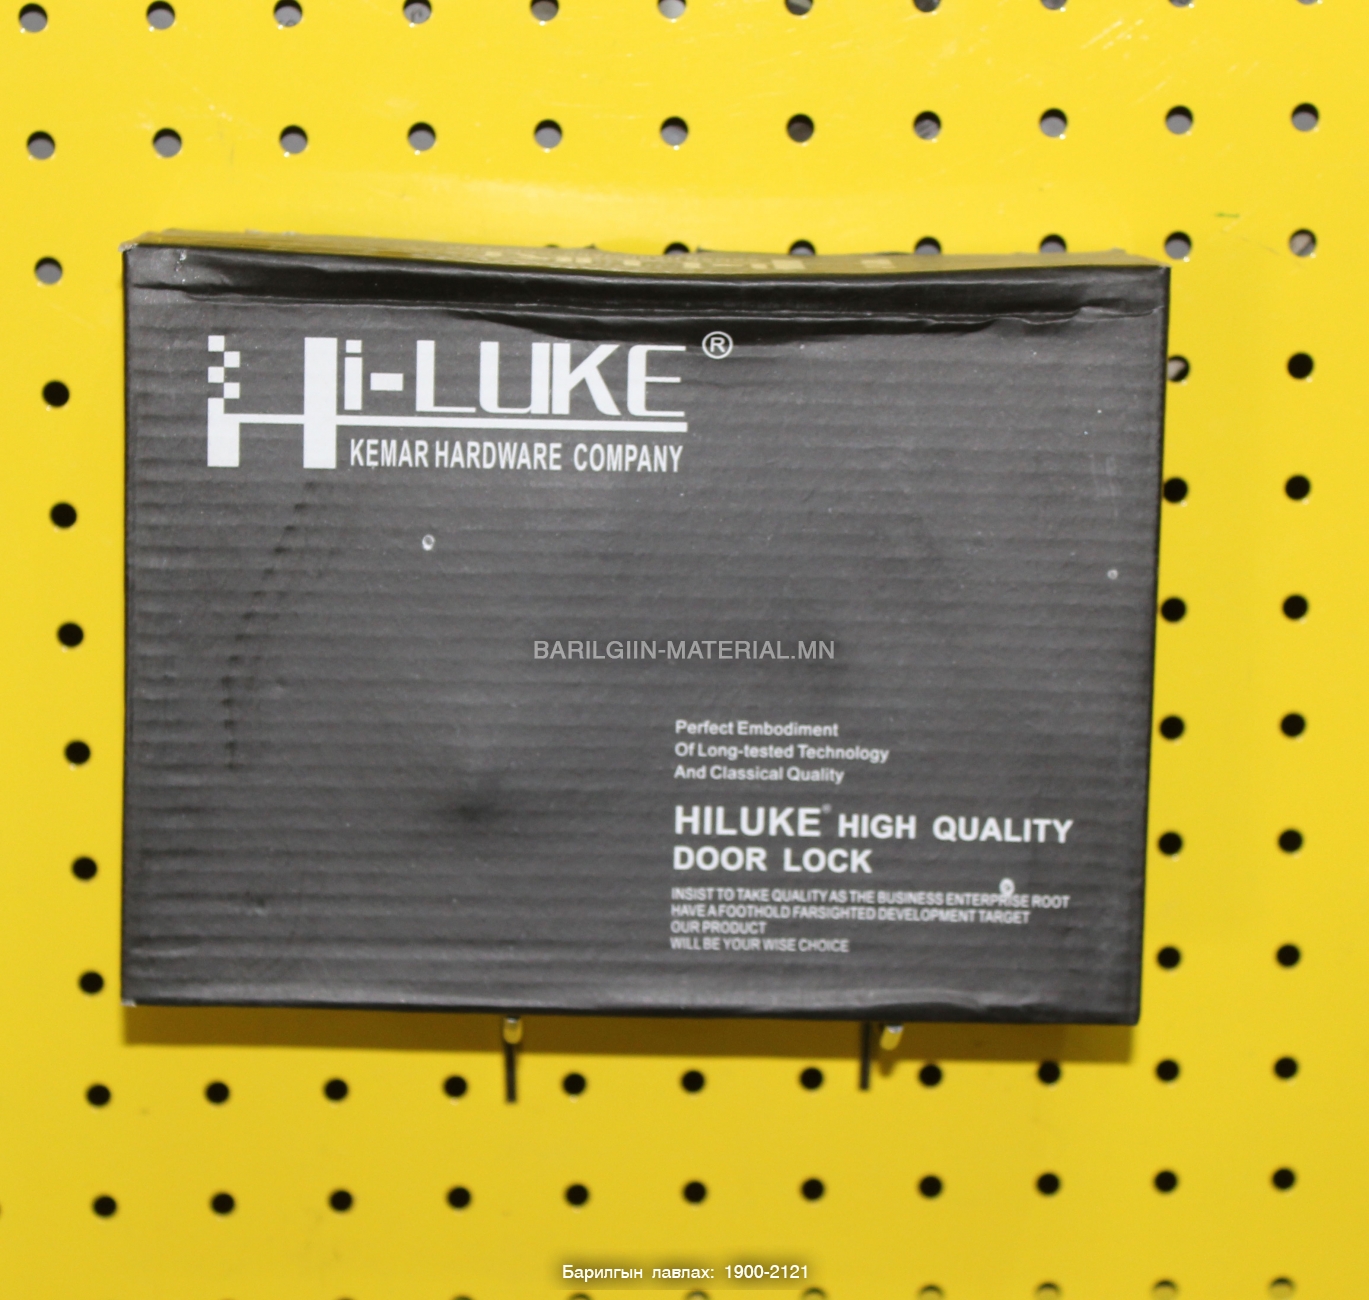 Hi-LUKE®
KEMAR HARDWARE COMPANY
BARILGIIN-MATERIAL.MN
Perfect Embodiment
Of Long-tested Technology
And Classical Quality
HILUKE® HIGH QUALITY
DOOR LOCK
INSIST TO TAKE QUALITY AS THE BUSINESS ENTERPRISE ROOT
HAVE A FOOTHOLD FARSIGHTED DEVELOPMENT TARGET
OUR PRODUCT
WILL BE YOUR WISE CHOICE
Барилгын лавлах: 1900-2121